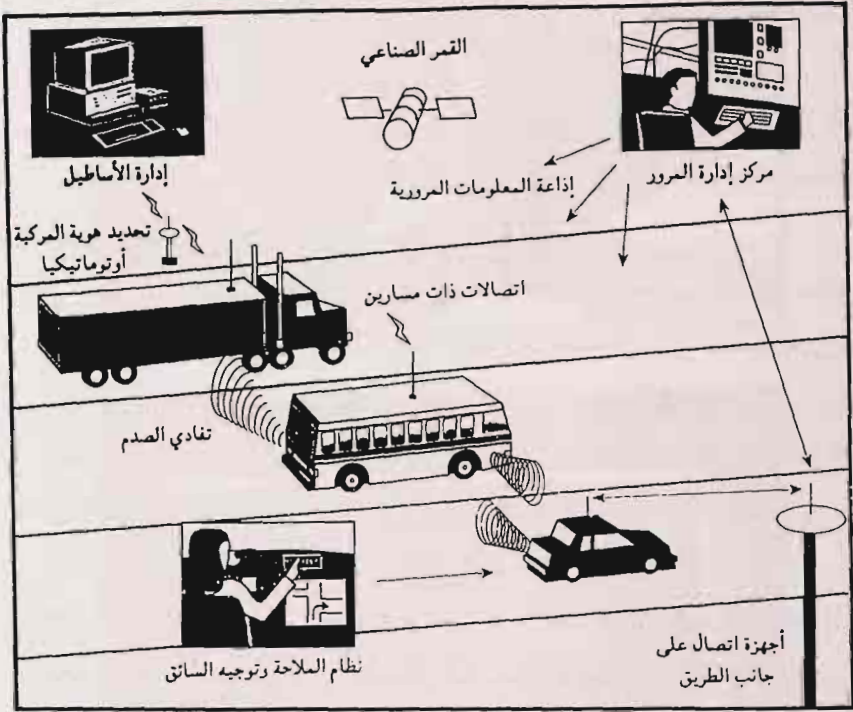 القمر الصناعي
إدارة الأساطيل
مركز إدارة المرور
إذاعة المعلومات المرورية
تحديد هوية المركبة
أوتوماتيكيا
اتصالات ذات مسارين
تفادي الصدم
نظام الملاحة وتوجيه السائق
أجهزة اتصال على
جانب الطريق